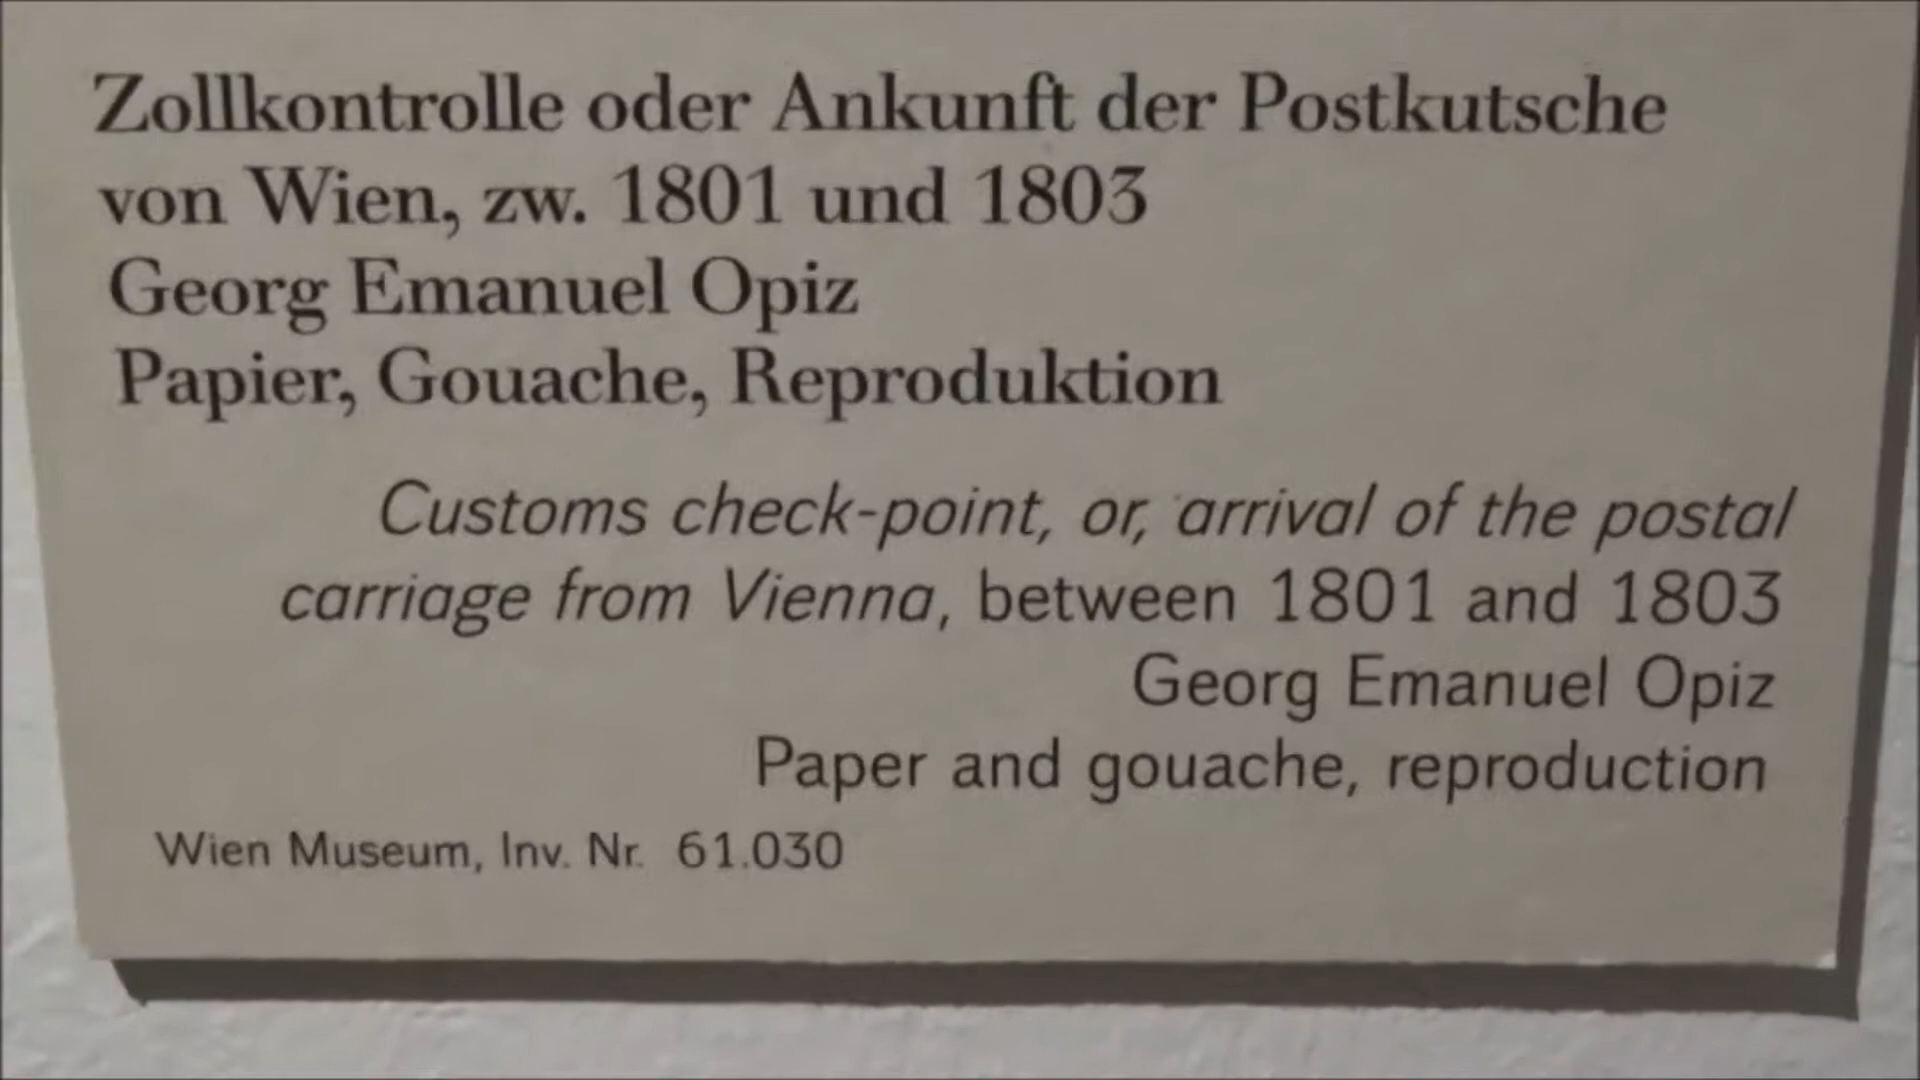 Zollkontrolle oder Ankunft der Postkutsche
von Wien, zw. 1801 und 1803
Georg Emanuel Opiz
Papier, Gouache, Reproduktion
Customs check-point, or, arrival of the postal
carriage from Vienna, between 1801 and 1803
Georg Emanuel Opiz
Paper and gouache, reproduction
Wien Museum, Inv. Nr. 61.030